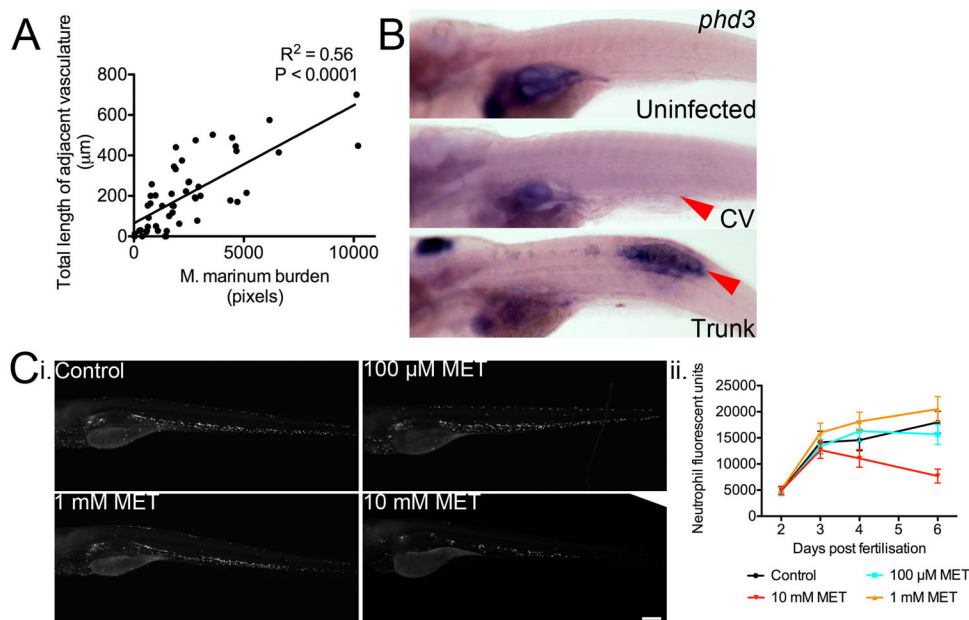 A
R² = 0.56
P < 0.0001
Total length of adjacent vasculature
(µm)
800
600
400
200
0
0
5000
10000
M. marinum burden
(pixels)
B
phd3
Uninfected
CV
Trunk
Ci.
Control
100 µM MET
1 mM MET
10 mM MET
ii.
Neutrophil fluorescent units
25000
20000
15000
10000
5000
0
2
3
4
5
6
Days post fertilisation
Control
100 µM MET
10 mM MET
1 mM MET